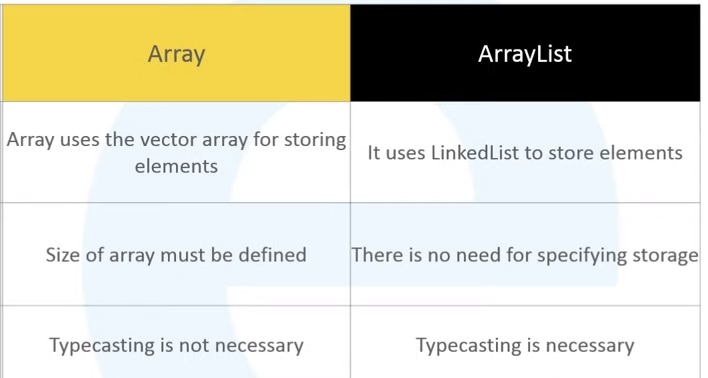 Array
ArrayList
Array uses the vector array for storing
elements
It uses LinkedList to store elements
Size of array must be defined
There is no need for specifying storage
Typecasting is not necessary
Typecasting is necessary